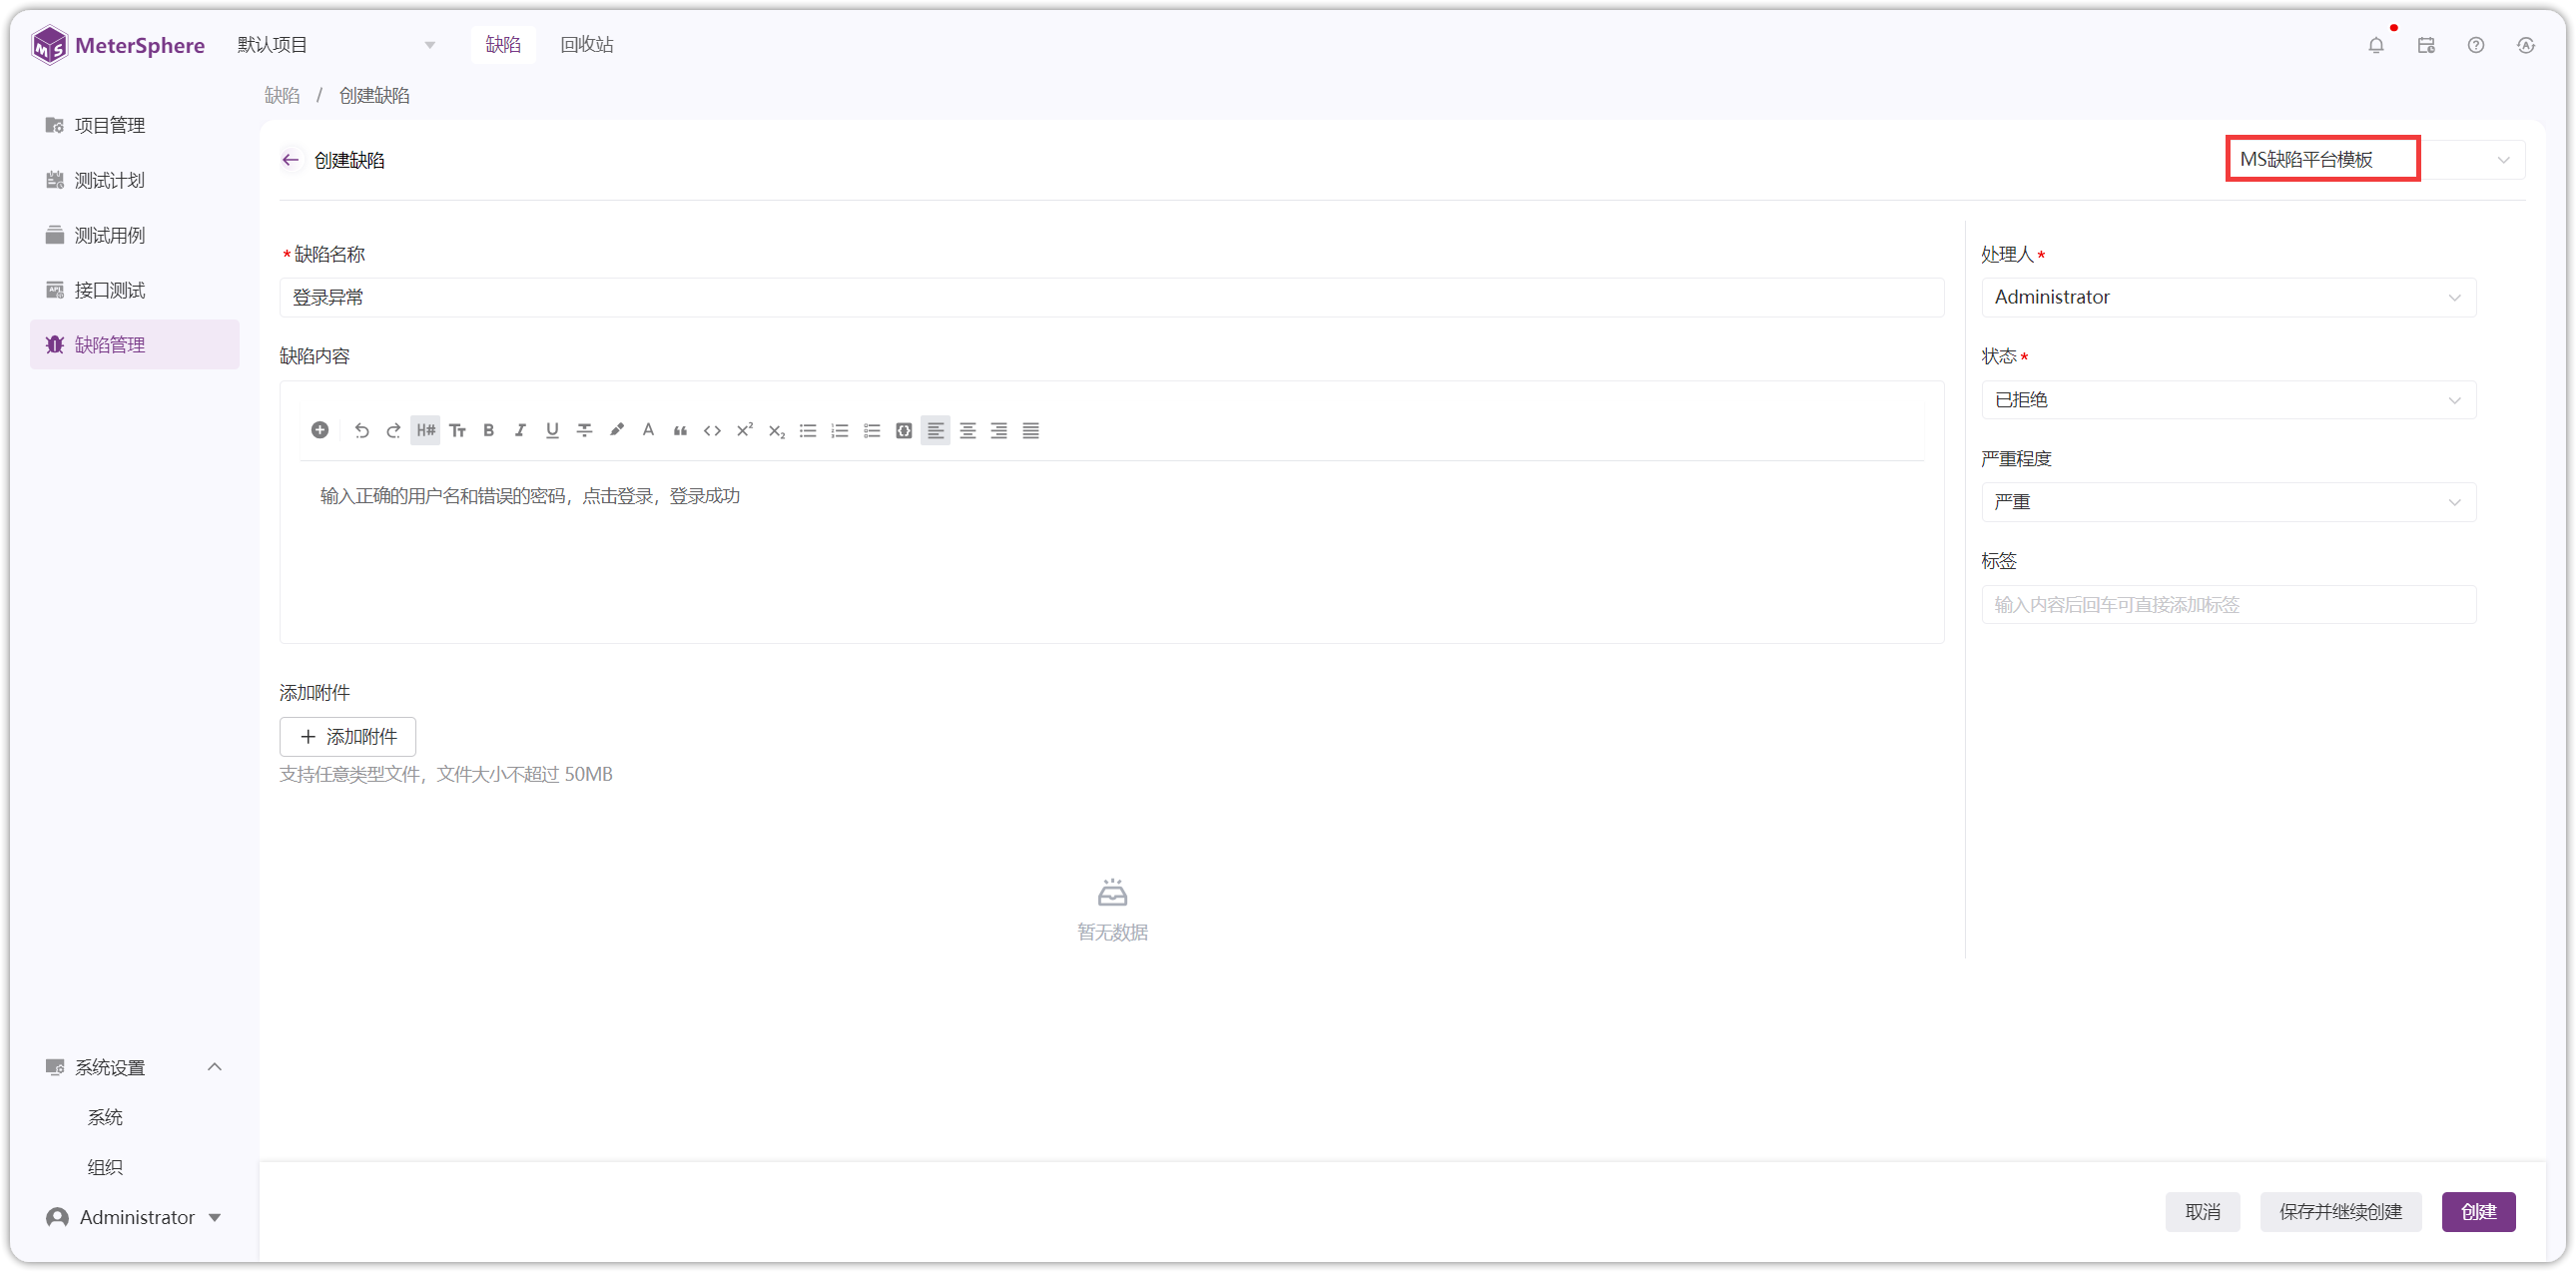 MeterSphere
默认项目
缺陷
回收站
缺陷 / 创建缺陷
项目管理
测试计划
测试用例
接口测试
缺陷管理
创建缺陷
MS缺陷平台模板
*缺陷名称
登录异常
缺陷内容
输入正确的用户名和错误的密码，点击登录，登录成功
添加附件
+ 添加附件
支持任意类型文件，文件大小不超过 50MB
暂无数据
处理人*
Administrator
状态*
已拒绝
严重程度
严重
标签
输入内容后回车可直接添加标签
系统设置
系统
组织
Administrator
取消
保存并继续创建
创建